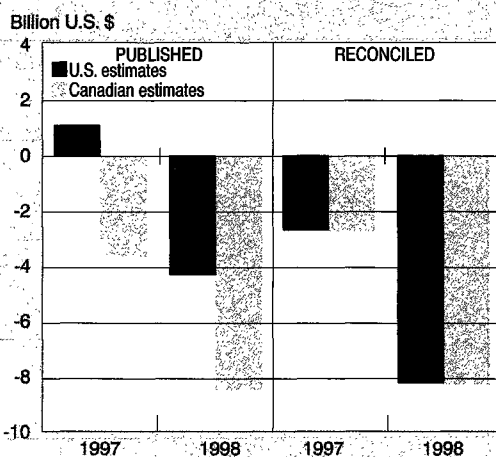 Billion U.S. $
4
PUBLISHED
RECONCILED
U.S. estimates
Canadian estimates
2
0
-2
-4
-6
-8
-10
1997
1998
1997
1998